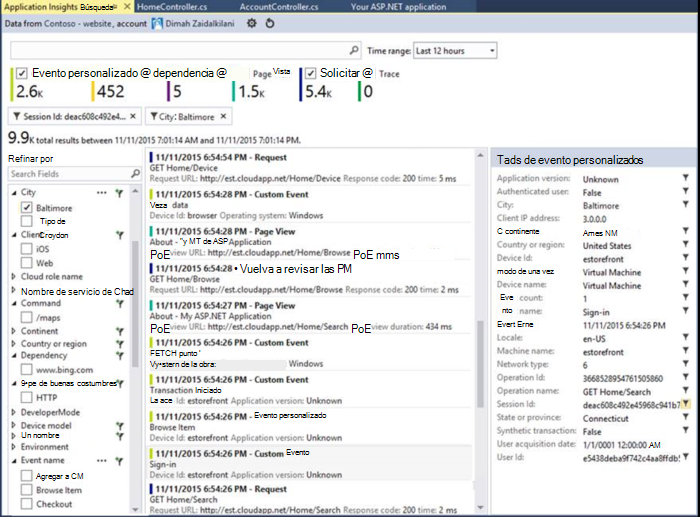 Application Insights Búsqueda
HomeController.cs
AccountController.cs
Your ASP.NET application
Data from Contoso - website, account Dimah Zaidalkilani
Time range: Last 12 hours
Evento personalizado @ dependencia @
Page Vista
Solicitar @
Trace
2.6K
452
5
1.5K
5.4K
0
Session Id: deac608c492e4...
City: Baltimore
9.9K total results between 11/11/2015 7:01:14 AM and 11/11/2015 7:01:14 PM.
Refinar por
Search Fields
City
Baltimore
Tipo de
ClienCroydon
iOS
Web
Cloud role name
Nombre de servicio de Chad
Command
/maps
Continent
Country or region
Dependency
www.bing.com
9•pe de buenas costumbres
HTTP
DeveloperMode
Device model
Un nombre
Environment
Event name
Agregar a CM
Browse Item
Checkout
11/11/2015 6:54:54 PM - Request
GET Home/Device
Request URL: http://est.cloudapp.net/Home/Device Response code: 200 time: 5 ms
11/11/2015 6:54:28 PM - Custom Event
Veza data
Device Id: browser Operating system: Windows
11/11/2015 6:54:28 PM - Page View
About - "y MT de ASP Application
PoEview URL: http://est.cloudapp.net/Home/Browse PoE mms
11/11/2015 6:54:28 • Vuelva a revisar las PM
GET Home/Browse
Request URL: http://est.cloudapp.net/Home/Browse Response code: 200 time: 2 ms
11/11/2015 6:54:27 PM - Page View
About - My ASP.NET Application
PoEview URL: http://est.cloudapp.net/Home/Search PoEview duration: 434 ms
11/11/2015 6:54:26 PM - Custom Event
FETCH punto '
Vy•stern de la obra: Windows
11/11/2015 6:54:26 PM - Custom Event
Transaction Iniciado
La ace Id: estorefront Application version: Unknown
11/11/2015 6:54:26 PM - Evento personalizado
Browse Item
Device Id: estorefront Application version: Unknown
11/11/2015 6:54:26 PM - Custom Evento
Sign-in
Device Id: estorefront Application version: Unknown
11/11/2015 6:54:26 PM - Request
GET Home/Search
Request URL: http://est.cloudapp.net/Home/Search Response code: 200 time: 2 ms
Tads de evento personalizados
Application version: Unknown
Authenticated user: False
City: Baltimore
Client IP address: 3.0.0.0
C continente Ames NM
Country or region: United States
Device Id: estorefront
modo de una vez. Virtual Machine
Device name: Virtual Machine
Eve count: 1
nto name: Sign-in
Evert Erne 11/11/2015 6:54:26 PM
Locale: en-US
Machine name: estorefront
Network type: 6
Operation Id: 3668528954761505860
Operation name: GET Home/Search
Session Id: deac608c492e45968c941b7
State or province: Connecticut
Synthetic transaction: False
User acquisition date: 1/1/0001 12:00:00 AM
User Id: e5438deba9f742c4aa8ffdb5